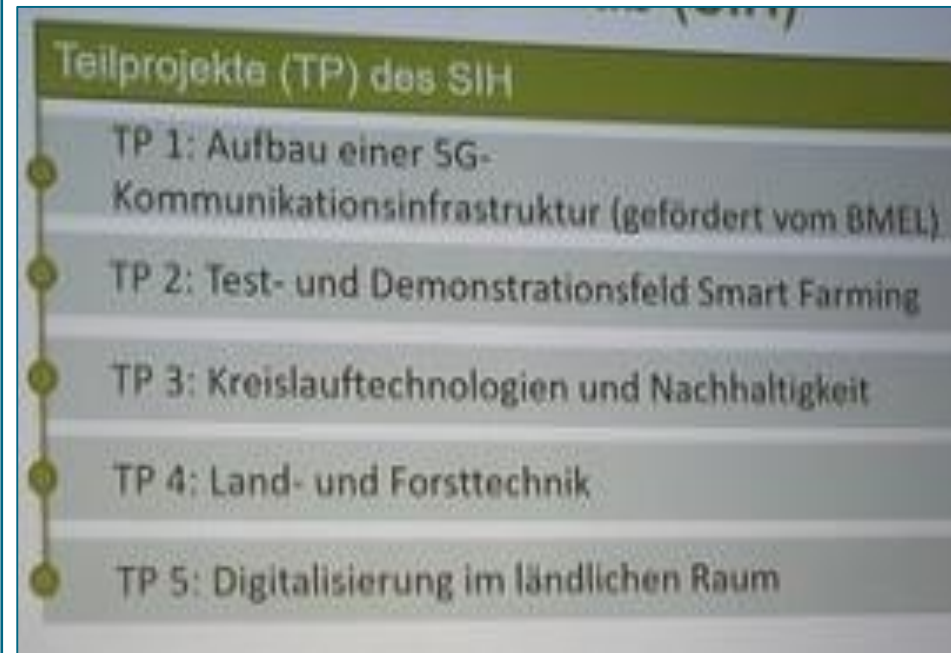 (SIH)
Teilprojekte (TP) des SIH
TP 1: Aufbau einer 5G-
Kommunikationsinfrastruktur (gefördert vom BMEL)
TP 2: Test- und Demonstrationsfeld Smart Farming
TP 3: Kreislauftechnologien und Nachhaltigkeit
TP 4: Land- und Forsttechnik
TP 5: Digitalisierung im ländlichen Raum